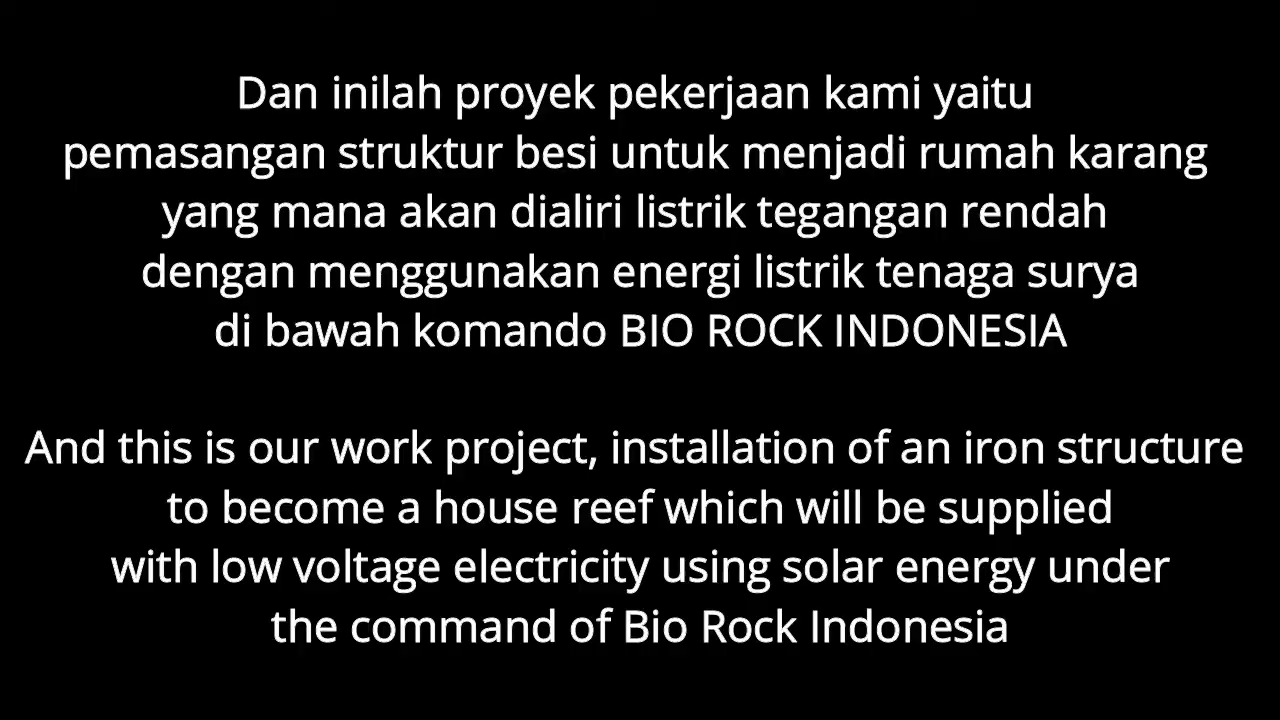 Dan inilah proyek pekerjaan kami yaitu
pemasangan struktur besi untuk menjadi rumah karang
yang mana akan dialiri listrik tegangan rendah
dengan menggunakan energi listrik tenaga surya
di bawah komando BIO ROCK INDONESIA
And this is our work project, installation of an iron structure
to become a house reef which will be supplied
with low voltage electricity using solar energy under
the command of Bio Rock Indonesia